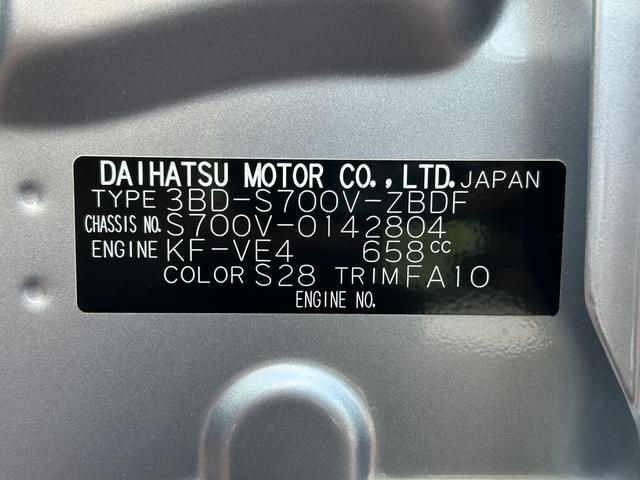 DAIHATSU MOTOR CO.,LTD. JAPAN
TYPE 3BD-S700V-ZBDF
CHASSIS NO. S700V-0142804
ENGINE KF-VE4 658cc
COLOR S28 TRIM FA10
ENGINE NO.